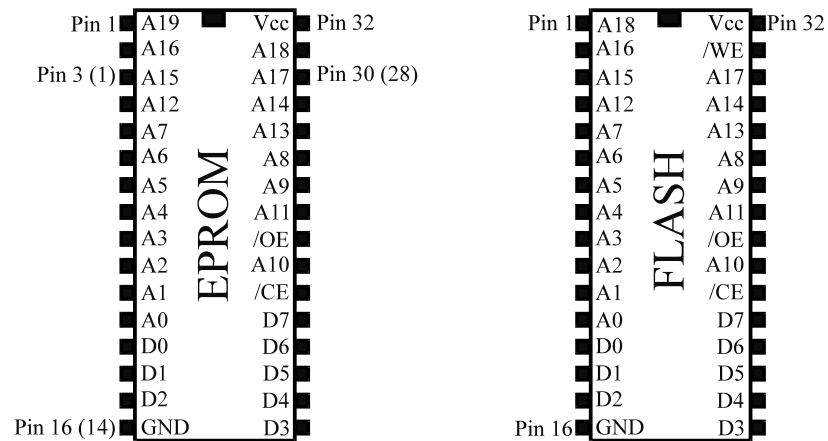 Pin 1 A19 Vcc Pin 32
A16 A18
Pin 3 (1) A15 A17 Pin 30 (28)
A12 A14
A7 A13
A6 A8
A5 A9
A4 A11
A3 /OE
A2 A10
A1 /CE
A0 D7
D0 D6
D1 D5
D2 D4
Pin 16 (14) GND D3
EPROM
Pin 1 A18 Vcc Pin 32
A16 /WE
A15 A17
A12 A14
A7 A13
A6 A8
A5 A9
A4 A11
A3 /OE
A2 A10
A1 /CE
A0 D7
D0 D6
D1 D5
D2 D4
Pin 16 GND D3
FLASH